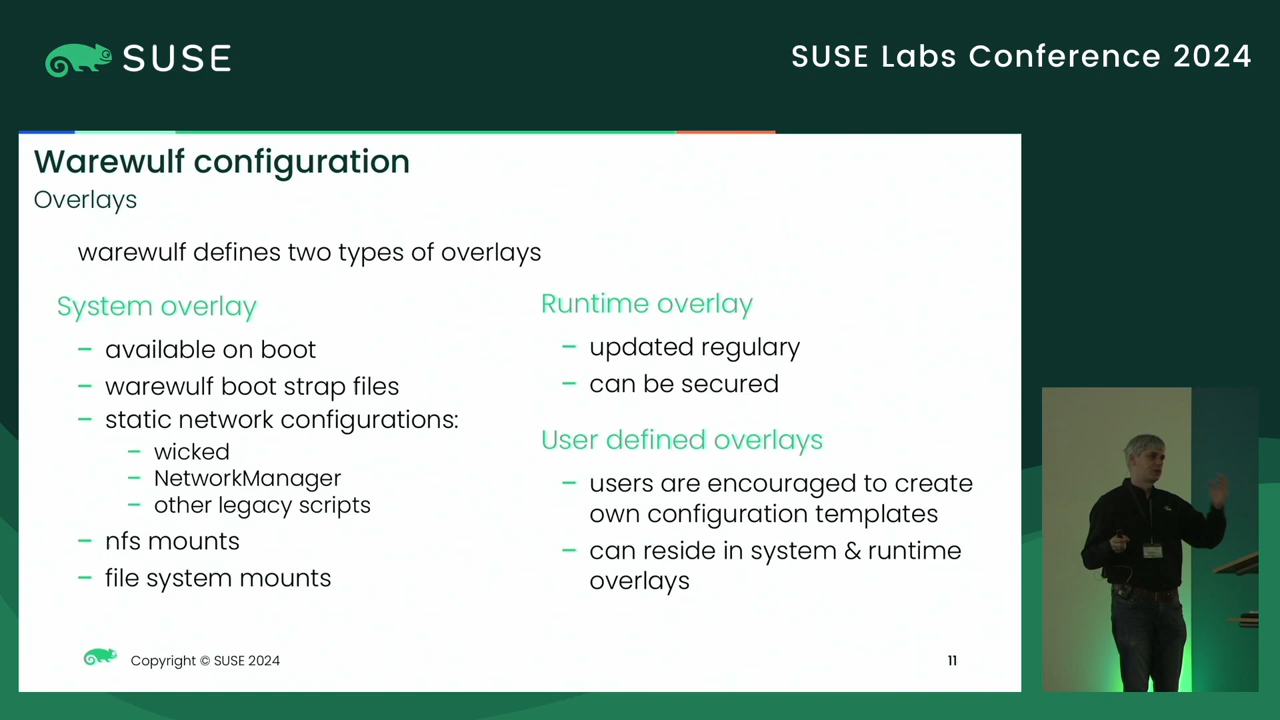 SUSE
SUSE Labs Conference 2024
Warewulf configuration
Overlays
warewulf defines two types of overlays
System overlay
– available on boot
– warewulf boot strap files
– static network configurations:
– wicked
– NetworkManager
– other legacy scripts
– nfs mounts
– file system mounts
Runtime overlay
– updated regulary
– can be secured
User defined overlays
– users are encouraged to create
own configuration templates
– can reside in system & runtime
overlays
Copyright © SUSE 2024
11